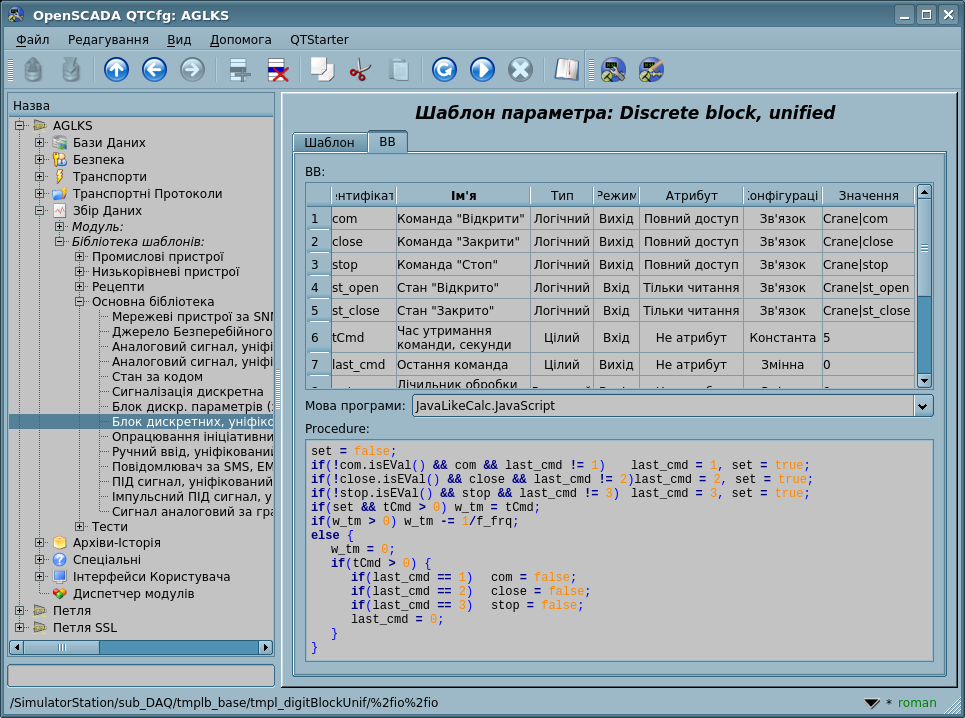 OpenSCADA QTCfg: AGLKS
Файл Редагування Вид Допомога QTStarter
Назва
AGLKS
Бази Даних
Безпека
Транспорти
Транспортні Протоколи
Збір Даних
Модуль:
Бібліотека шаблонів:
Промислові пристрої
Низькорівневі пристрої
Рецепти
Основна бібліотека
Мережеві пристрої за SNM
Джерело Безперебійного
Аналоговий сигнал, уніфі
Аналоговий сигнал, уніфі
Стан за кодом
Сигналізація дискретна
Блок дискр. параметрів (з
Блок дискретних, уніфіко
Опрацювання ініціативни
Ручний ввід, уніфікований
Повідомлювач за SMS, EM
ПІД сигнал, уніфікований
Імпульсний ПІД сигнал, у
Сигнал аналоговий за гра
Тести
Архіви-Історія
Спеціальні
Інтерфейси Користувача
Диспетчер модулів
Петля
Петля SSL
Шаблон параметра: Discrete block, unified
Шаблон ВВ
ВВ:
нтифікат Ім'я Тип Режим Атрибут Конфігураці Значення
1 com Команда "Відкрити" Логічний Вихід Повний доступ Зв'язок Crane|com
2 close Команда "Закрити" Логічний Вихід Повний доступ Зв'язок Crane|close
3 stop Команда "Стоп" Логічний Вихід Повний доступ Зв'язок Crane|stop
4 st_open Стан "Відкрито" Логічний Вхід Тільки читання Зв'язок Crane|st_open
5 st_close Стан "Закрито" Логічний Вхід Тільки читання Зв'язок Crane|st_close
6 tCmd Час утримання команди, секунди Цілий Вхід Не атрибут Константа 5
7 last_cmd Остання команда Цілий Вхід Не атрибут Змінна 0
Лічильник обробки
Мова програми: JavaLikeCalc.JavaScript
Procedure:
set = false;
if(!com.isEVal() && com && last_cmd != 1) last_cmd = 1, set = true;
if(!close.isEVal() && close && last_cmd != 2)last_cmd = 2, set = true;
if(!stop.isEVal() && stop && last_cmd != 3) last_cmd = 3, set = true;
if(set && tCmd > 0) w_tm = tCmd;
if(w_tm > 0) w_tm -= 1/f_frq;
else {
w_tm = 0;
if(tCmd > 0) {
if(last_cmd == 1) com = false;
if(last_cmd == 2) close = false;
if(last_cmd == 3) stop = false;
last_cmd = 0;
}
}
/SimulatorStation/sub_DAQ/tmplb_base/tmpl_digitBlockUnif/%2fio%2fio
* roman